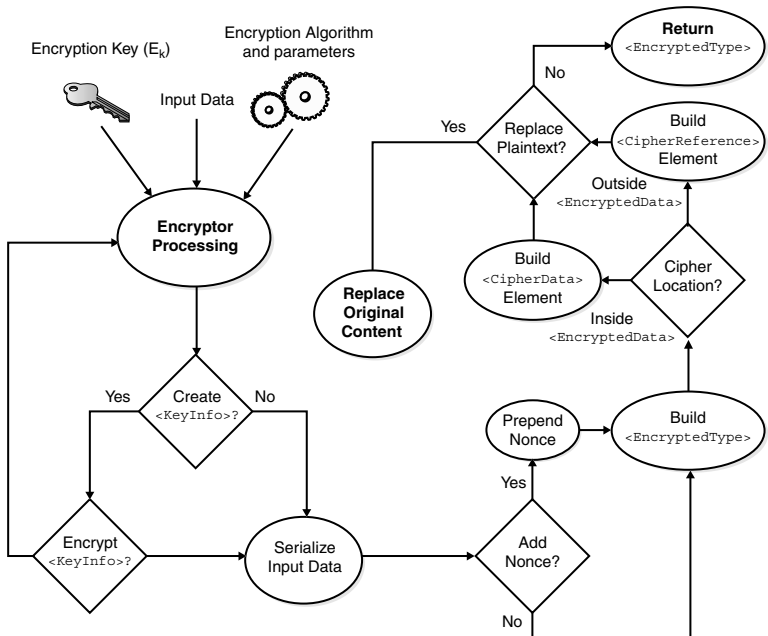 Encryption Key (Ek)
Encryption Algorithm
and parameters
Input Data
Encryptor
Processing
Create
<KeyInfo>?
Yes
No
Encrypt
<KeyInfo>?
Serialize
Input Data
Add
Nonce?
Yes
No
Prepend
Nonce
Build
<EncryptedType>
Cipher
Location?
Inside
<EncryptedData>
Outside
<EncryptedData>
Build
<CipherData>
Element
Build
<CipherReference>
Element
Replace
Plaintext?
Yes
No
Replace
Original
Content
Return
<EncryptedType>